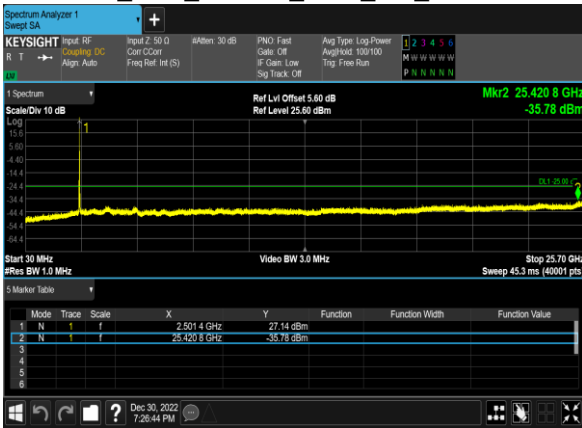 Spectrum Analyzer 1
Swept SA
+
KEYSIGHT Input: RF Input Z: 50 Ω #Atten: 30 dB PNO: Fast Avg Type: Log-Power 1 2 3 4 5 6
R T Coupling: DC Corr CCorr Gate: Off Avg|Hold: 100/100 M W W W W W
Align: Auto Freq Ref: Int (S) IF Gain: Low Trig: Free Run
LU Sig Track: Off P N N N N N
1 Spectrum Ref Lvl Offset 5.60 dB Mkr2 25.420 8 GHz
Scale/Div 10 dB Ref Level 25.60 dBm -35.78 dBm
Log
15.6
5.60
-4.40
-14.4
-24.4
-34.4
-44.4
-54.4
-64.4
1
DL1 -25.00
2
Start 30 MHz Video BW 3.0 MHz Stop 25.70 GHz
#Res BW 1.0 MHz Sweep 45.3 ms (40001 pts
5 Marker Table
Mode Trace Scale X Y Function Function Width Function Value
1 N 1 f 2.501 4 GHz 27.14 dBm
2 N 1 f 25.420 8 GHz -35.78 dBm
3
4
5
6
? Dec 30, 2022
7:26:44 PM